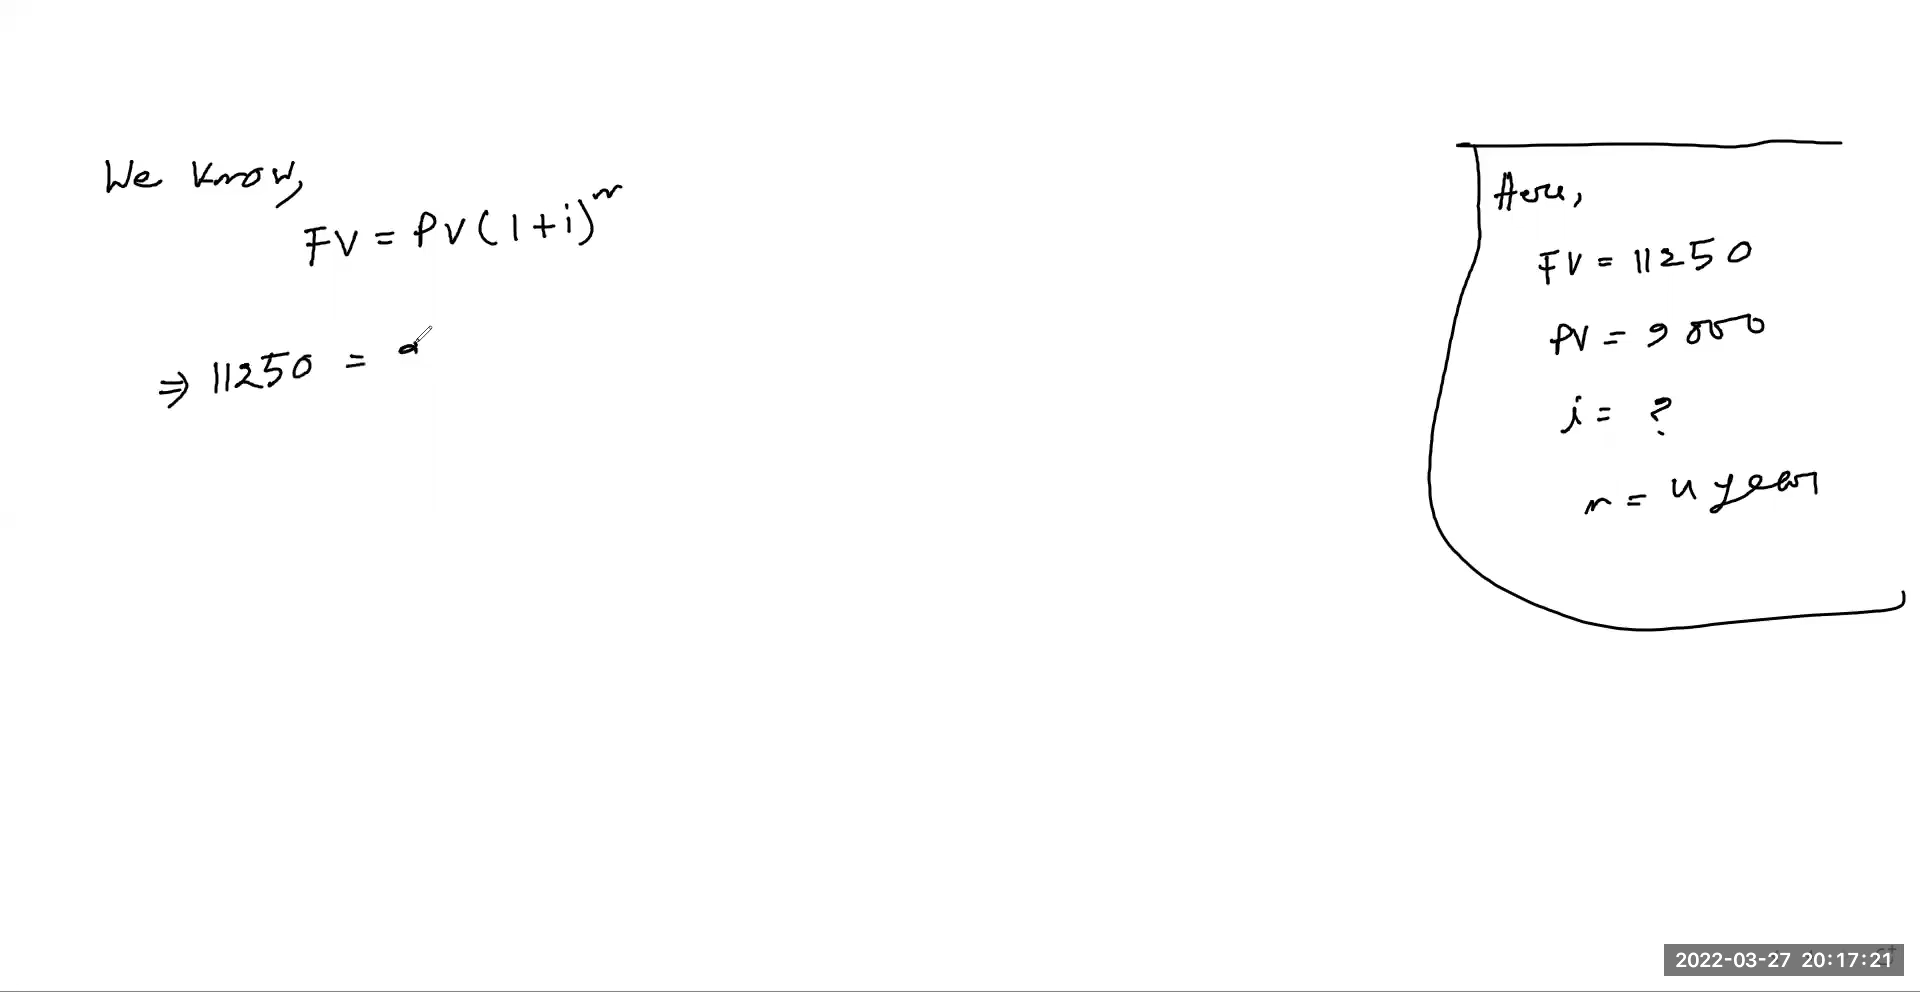 We know,
FV = PV(1+i)^n
⇒ 11250 =
Here,
FV = 11250
PV = 9000
i = ?
n = 4 year
2022-03-27 20:17:21